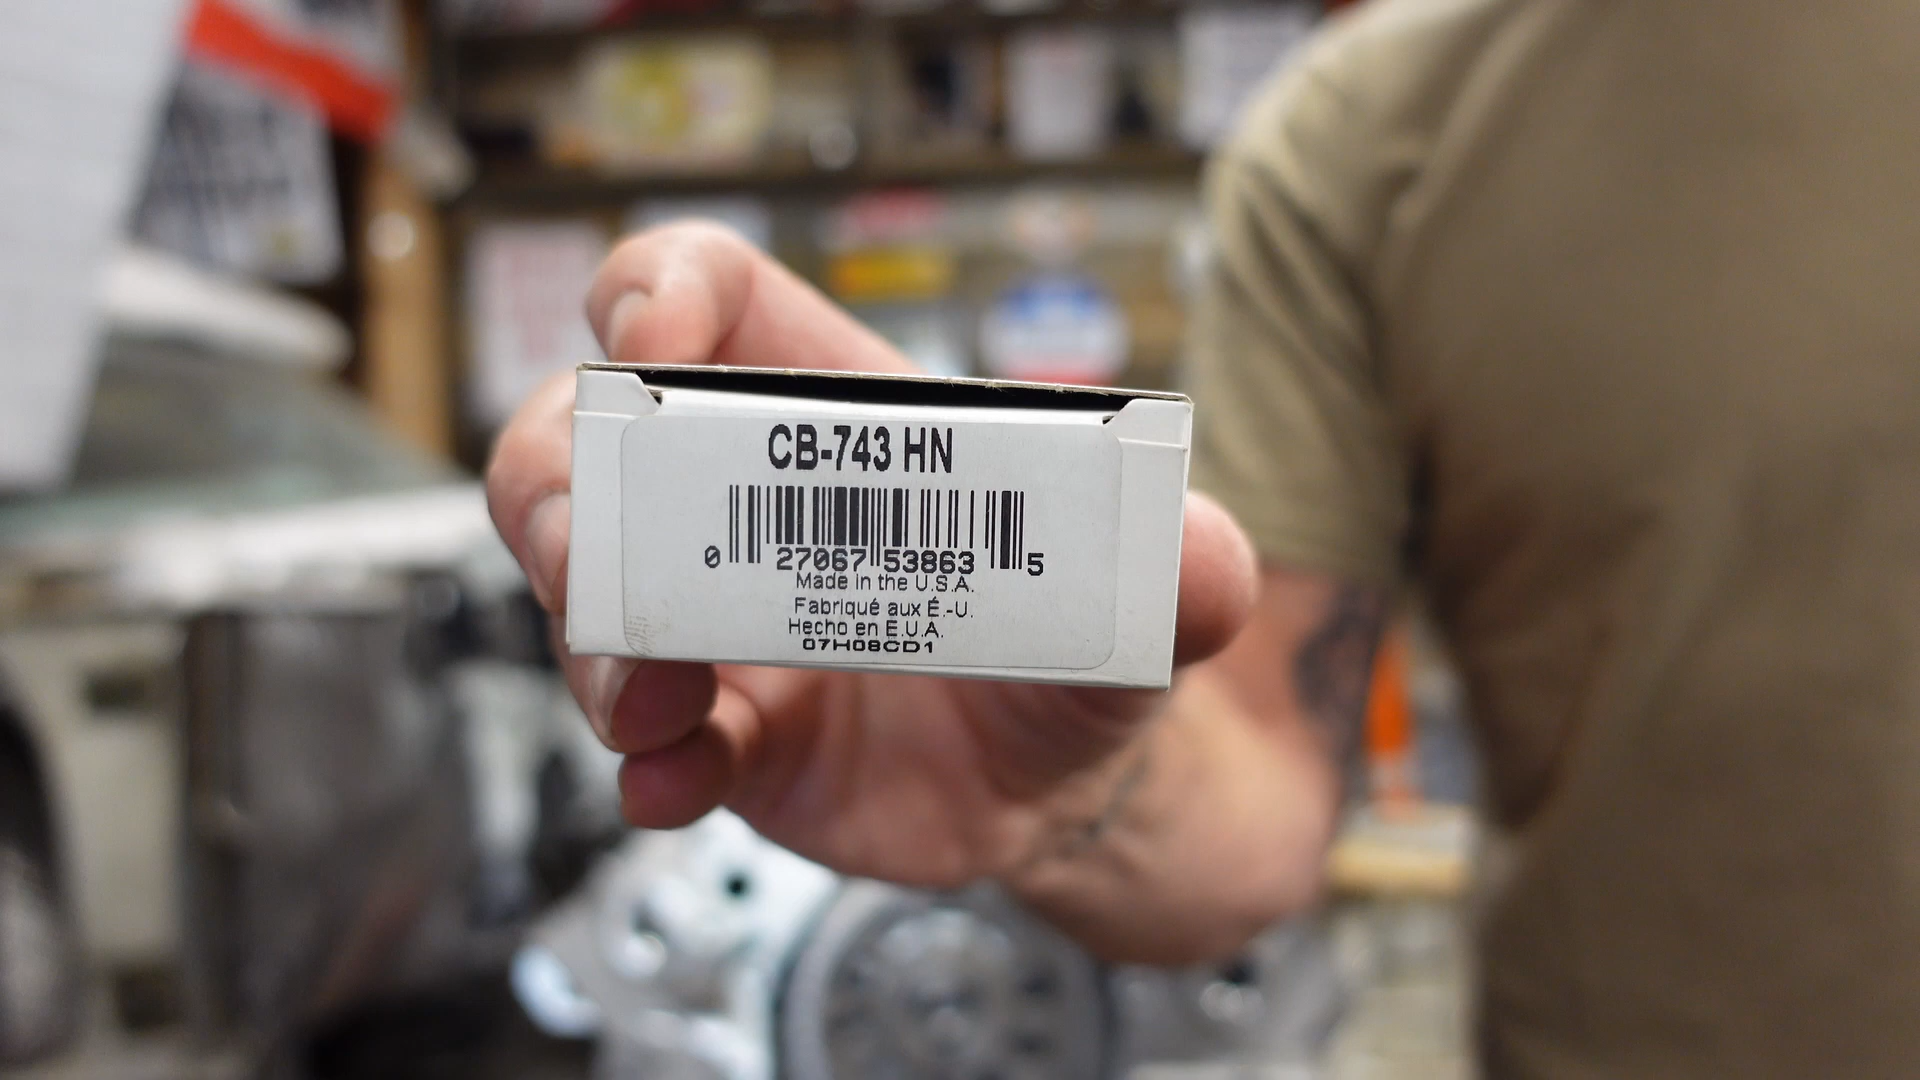 CB-743 HN
0 27067 53863 5
Made in the U.S.A.
Fabriqué aux É.-U.
Hecho en E.U.A.
07H08CD1